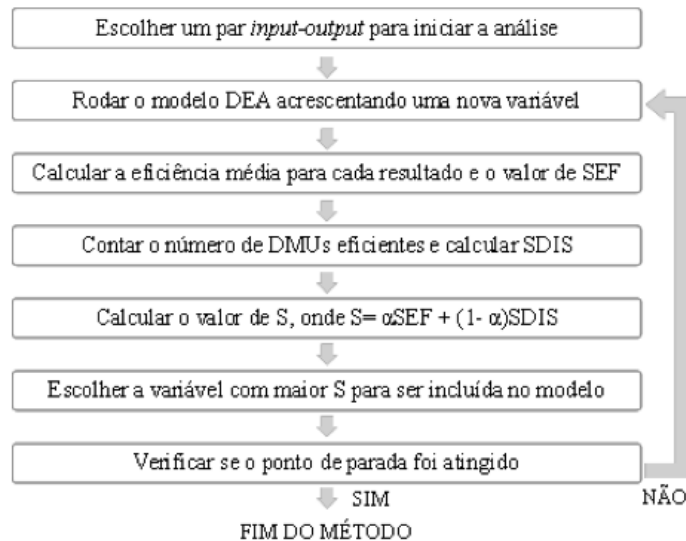 Escolher um par input-output para iniciar a análise
Rodar o modelo DEA acrescentando uma nova variável
Calcular a eficiência média para cada resultado e o valor de SEF
Contar o número de DMUs eficientes e calcular SDIS
Calcular o valor de S, onde S= αSEF + (1- α)SDIS
Escolher a variável com maior S para ser incluída no modelo
Verificar se o ponto de parada foi atingido
SIM
NÃO
FIM DO MÉTODO